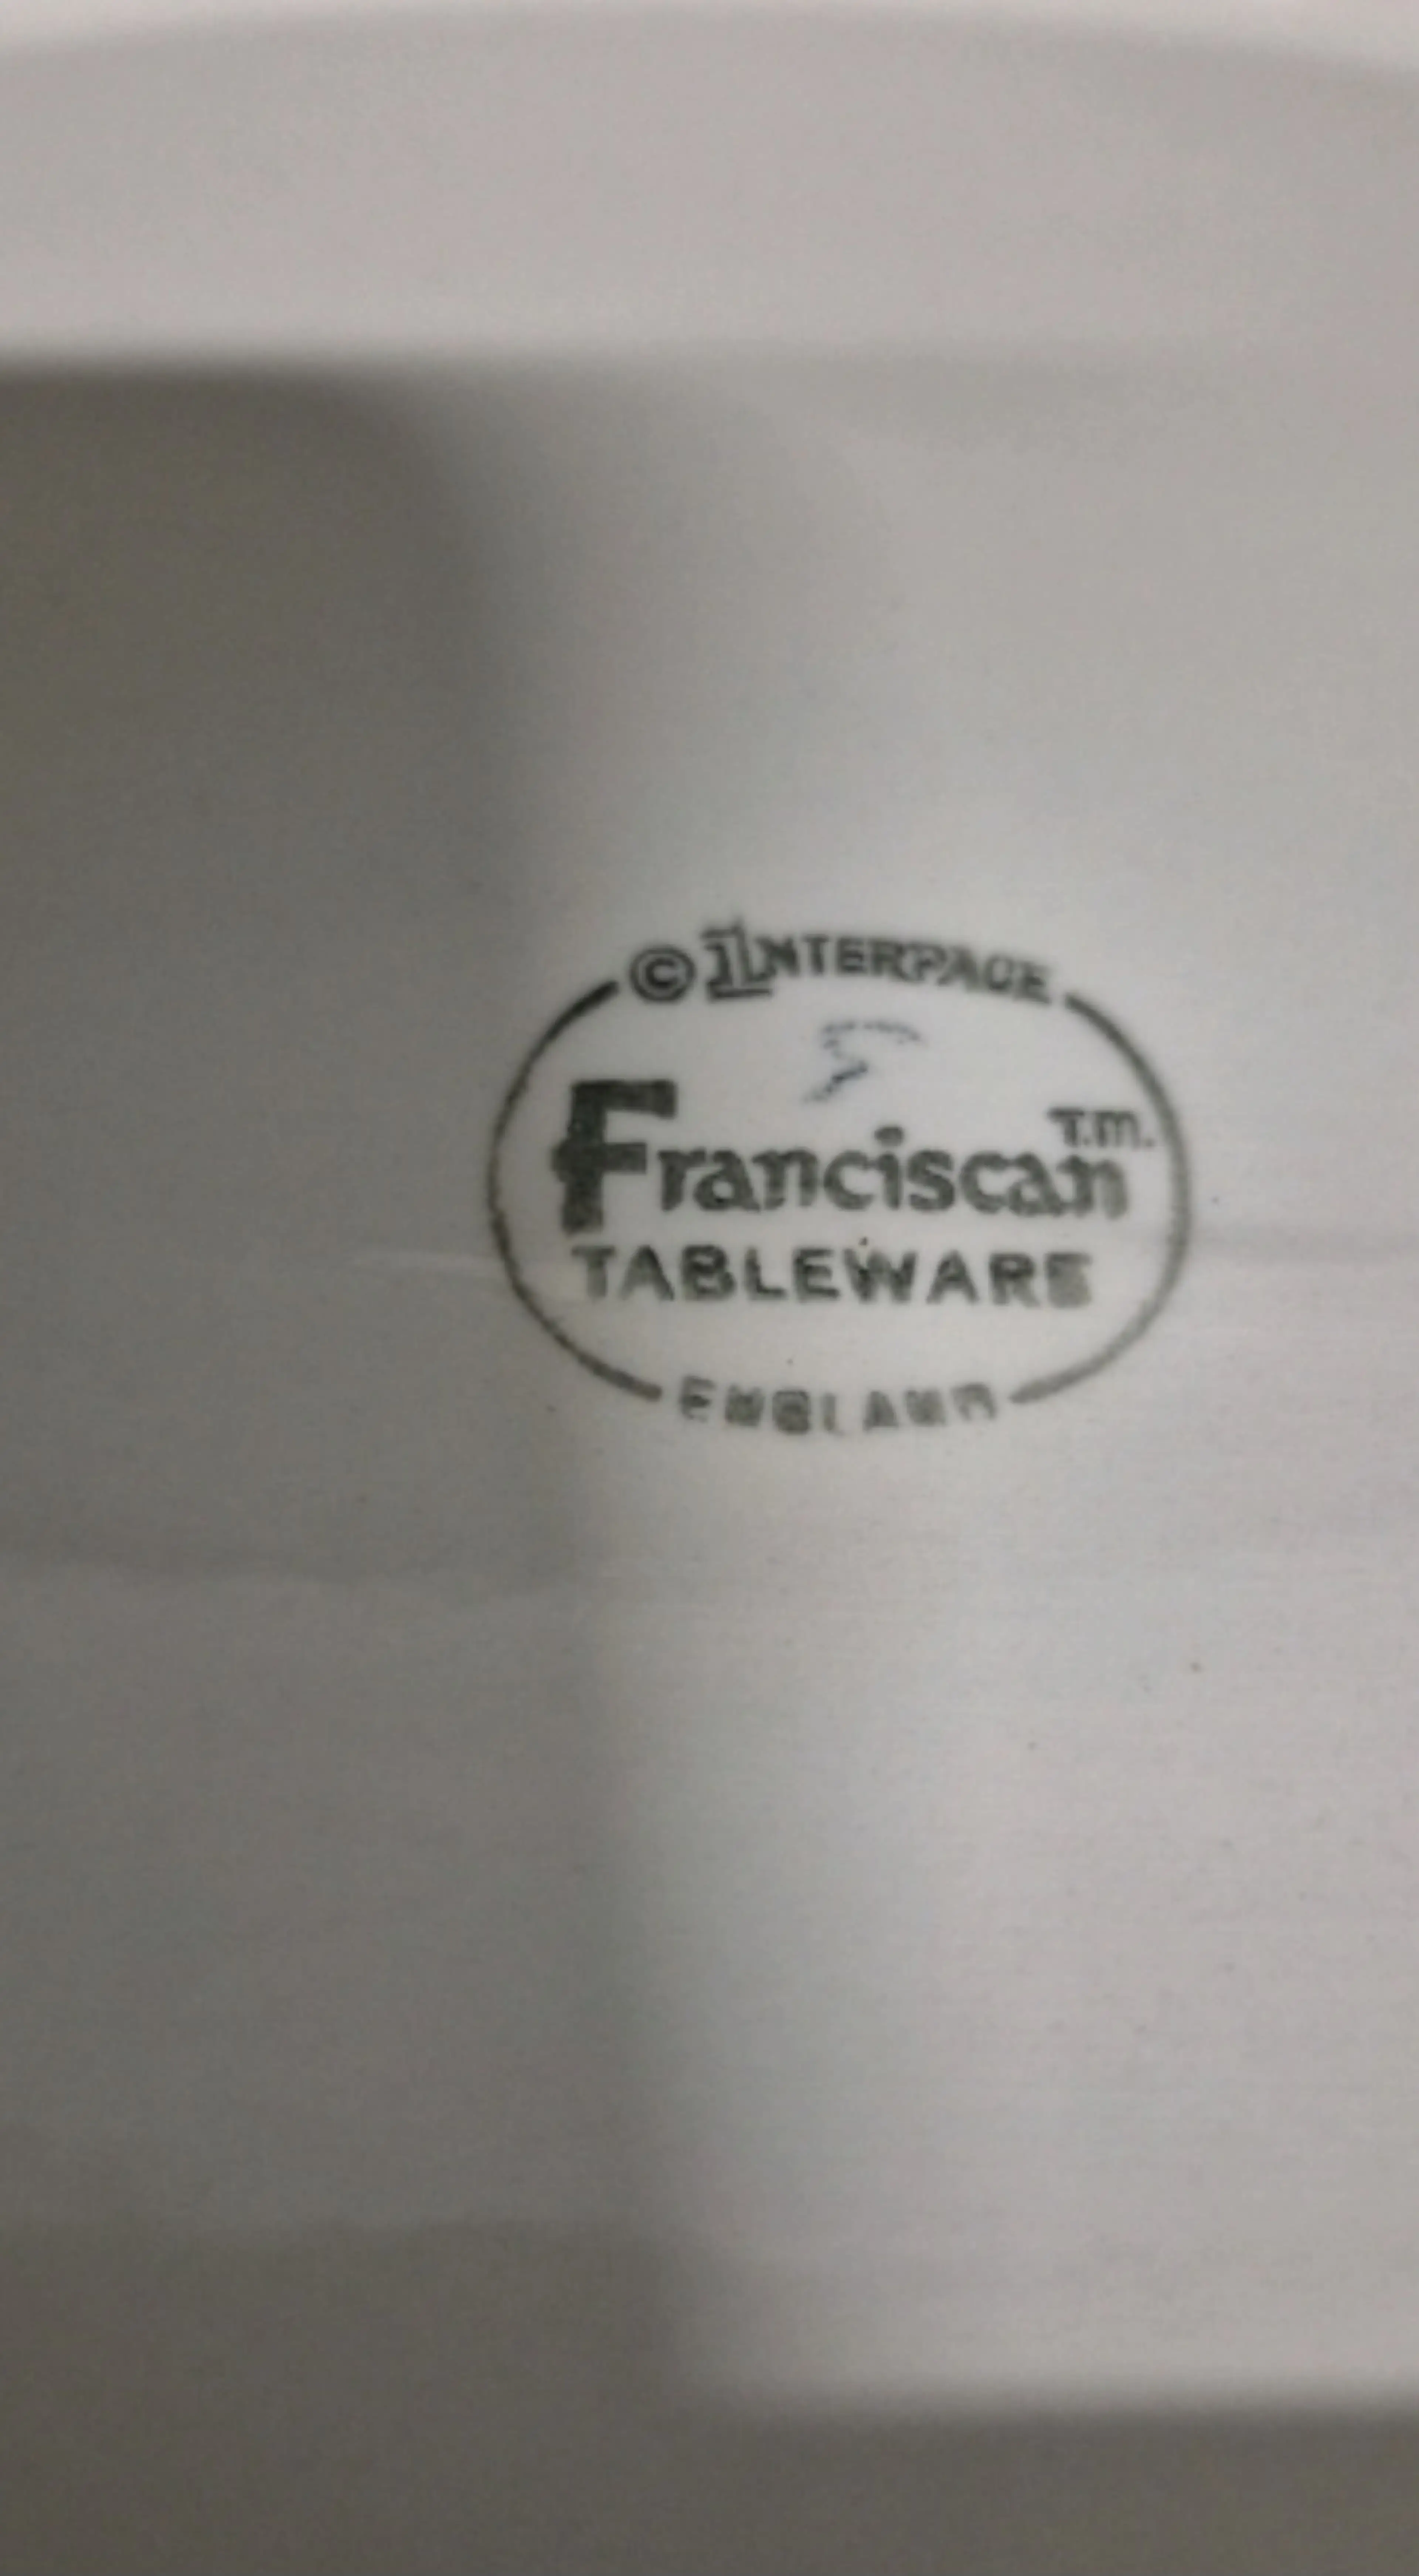 © INTERPACE
Franciscan T.M.
TABLEWARE
ENGLAND